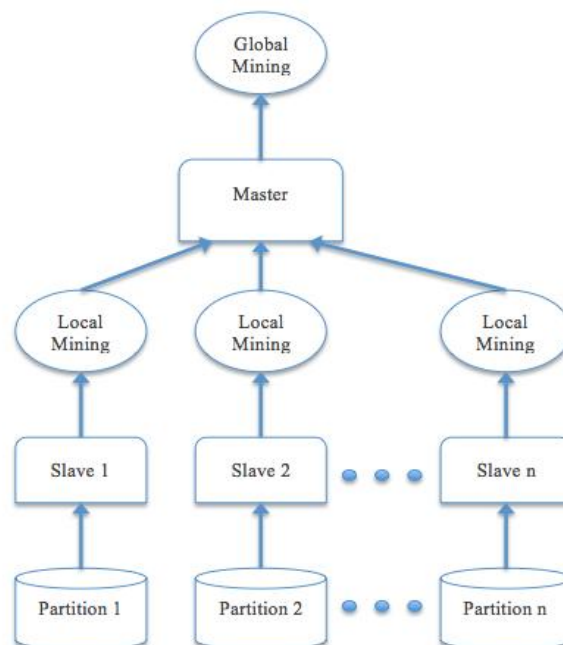 Global
Mining
Master
Local
Mining
Local
Mining
Local
Mining
Slave 1
Slave 2
Slave n
Partition 1
Partition 2
Partition n